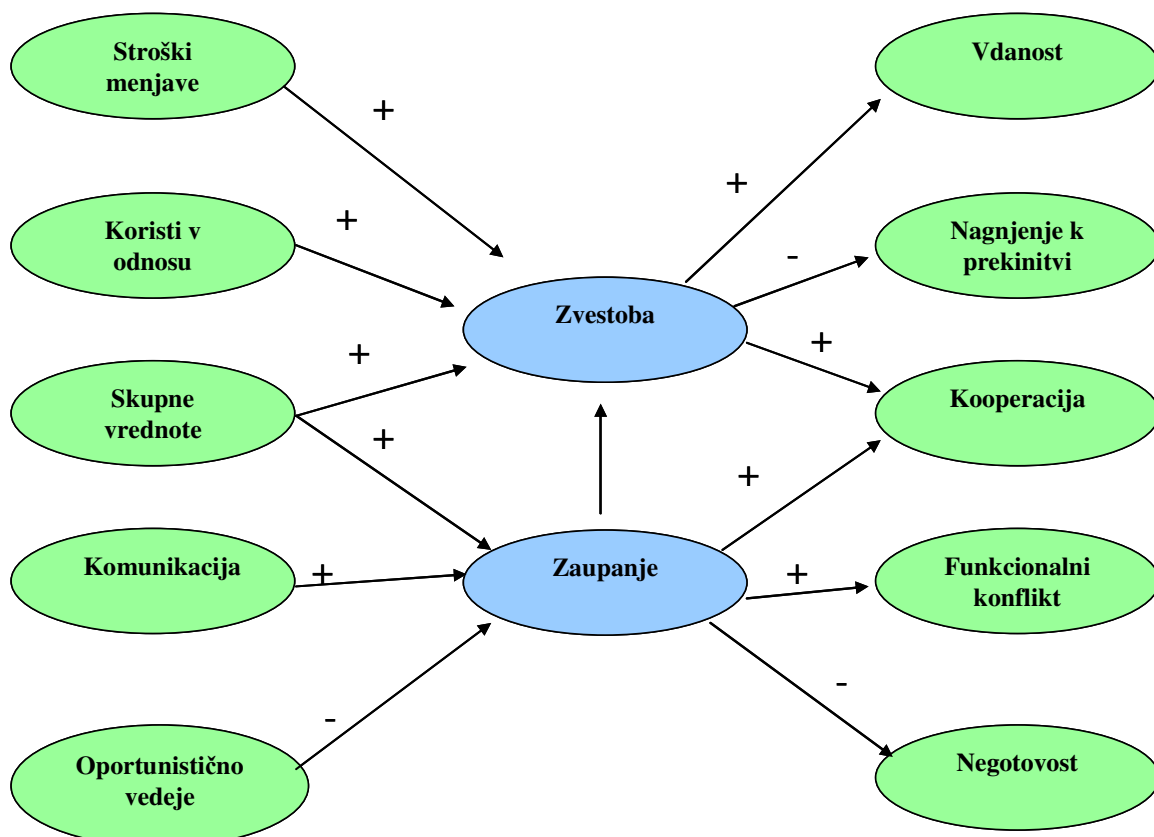 Stroški
menjave
+
Vdanost
+
Koristi v
odnosu
+
-
Nagnjenje k
prekinitvi
Zvestoba
+
Skupne
vrednote
+
+
Kooperacija
+
Komunikacija
+
Zaupanje
+
Funkcionalni
konflikt
-
-
Oportunistično
vedeje
Negotovost